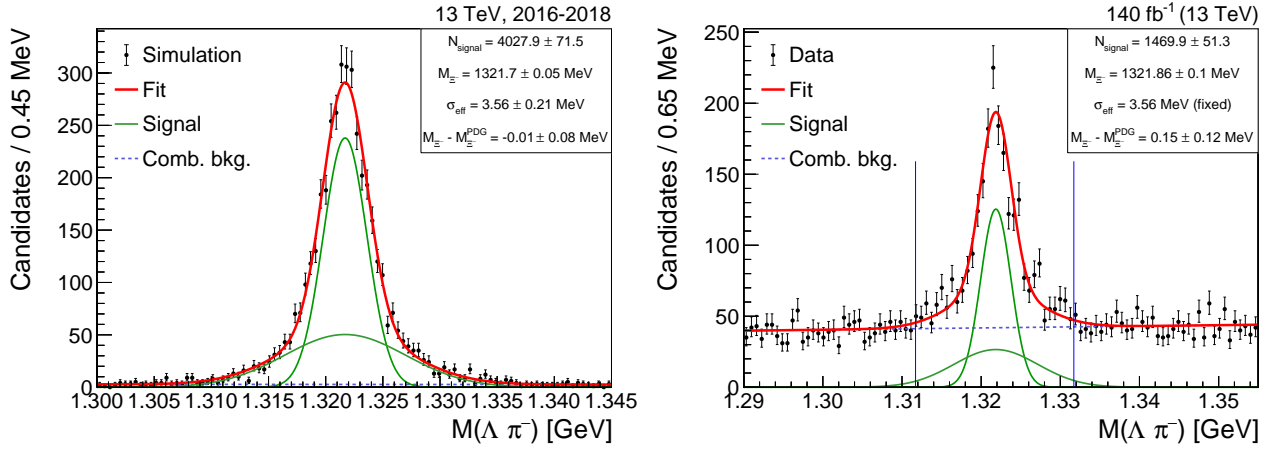 13 TeV, 2016-2018
Candidates / 0.45 MeV
Simulation
Fit
Signal
Comb. bkg.
N_signal = 4027.9 ± 71.5
M_Ξ⁻ = 1321.7 ± 0.05 MeV
σ_eff = 3.56 ± 0.21 MeV
M_Ξ⁻ - M_Ξ⁻^PDG = -0.01 ± 0.08 MeV
300
250
200
150
100
50
0
1.300 1.305 1.310 1.315 1.320 1.325 1.330 1.335 1.340 1.345
M(Λ π⁻) [GeV]
140 fb⁻¹ (13 TeV)
Candidates / 0.65 MeV
Data
Fit
Signal
Comb. bkg.
N_signal = 1469.9 ± 51.3
M_Ξ⁻ = 1321.86 ± 0.1 MeV
σ_eff = 3.56 MeV (fixed)
M_Ξ⁻ - M_Ξ⁻^PDG = 0.15 ± 0.12 MeV
250
200
150
100
50
0
1.29 1.30 1.31 1.32 1.33 1.34 1.35
M(Λ π⁻) [GeV]